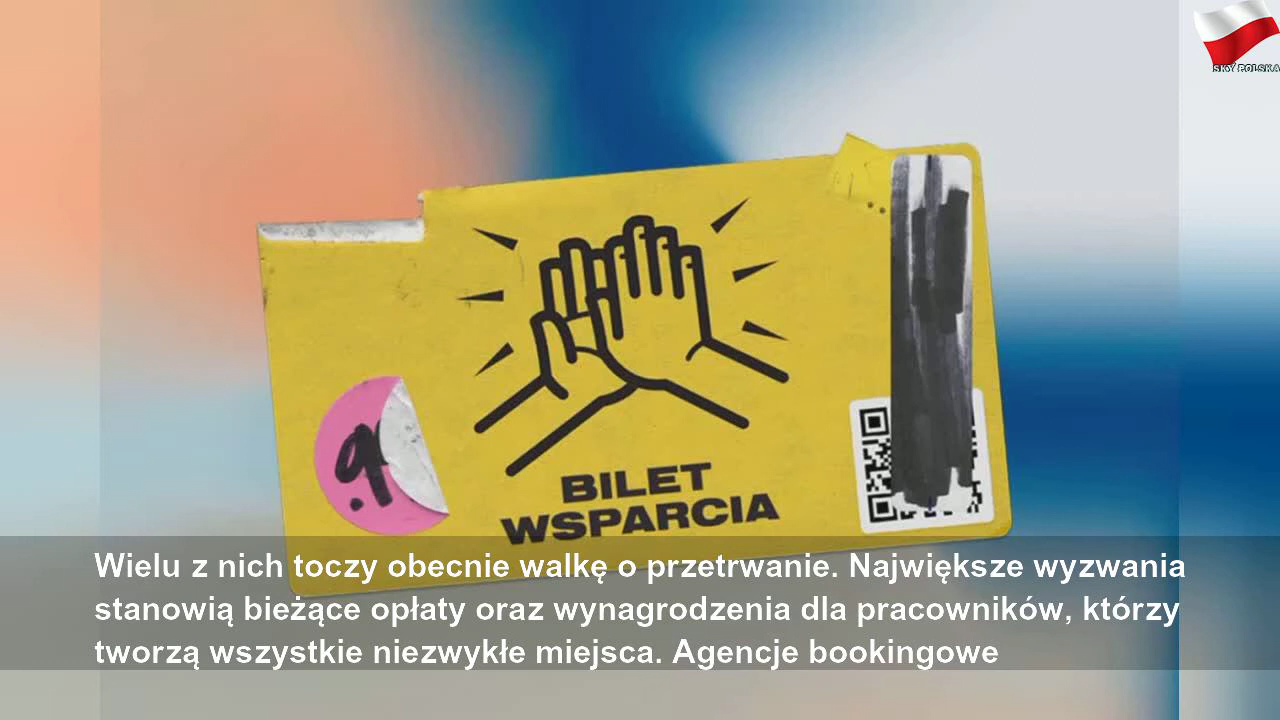 SKY POLSKA
q.
BILET
WSPARCIA
Wielu z nich toczy obecnie walkę o przetrwanie. Największe wyzwania
stanowią bieżące opłaty oraz wynagrodzenia dla pracowników, którzy
tworzą wszystkie niezwykłe miejsca. Agencje bookingowe